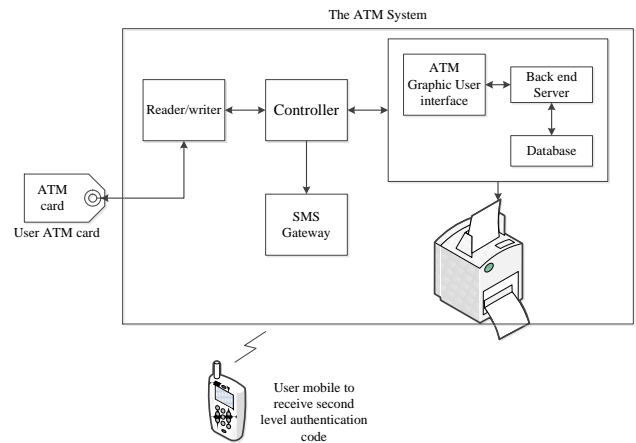 The ATM System
ATM
Graphic User
interface
Back end
Server
Reader/writer
Controller
Database
ATM
card
User ATM card
SMS
Gateway
User mobile to
receive second
level authentication
code